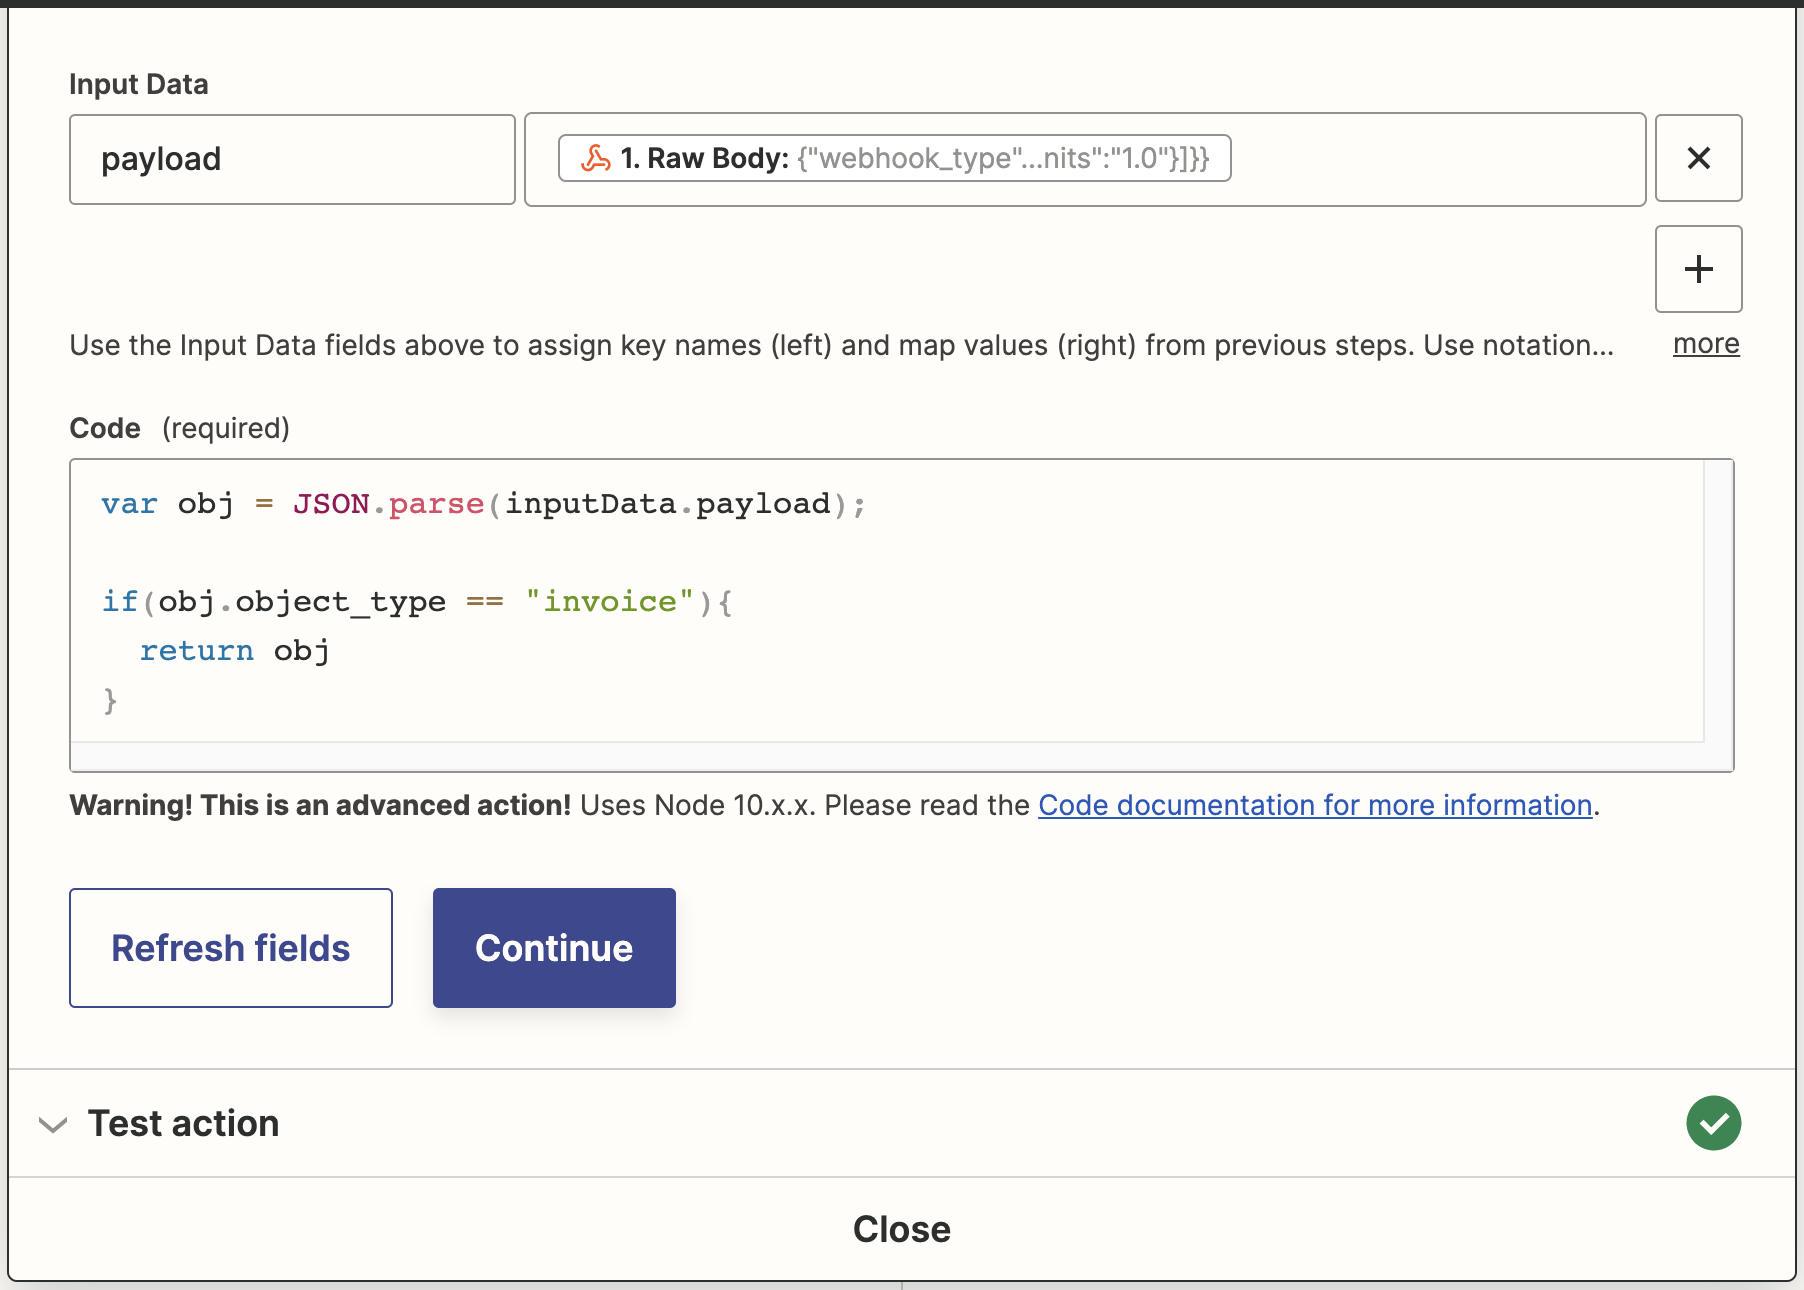 Input Data
payload
1. Raw Body: {"webhook_type"...nits":"1.0"}]}}
Use the Input Data fields above to assign key names (left) and map values (right) from previous steps. Use notation... more
Code (required)
var obj = JSON.parse(inputData.payload);
if(obj.object_type == "invoice"){
  return obj
}
Warning! This is an advanced action! Uses Node 10.x.x. Please read the Code documentation for more information.
Refresh fields
Continue
Test action
Close